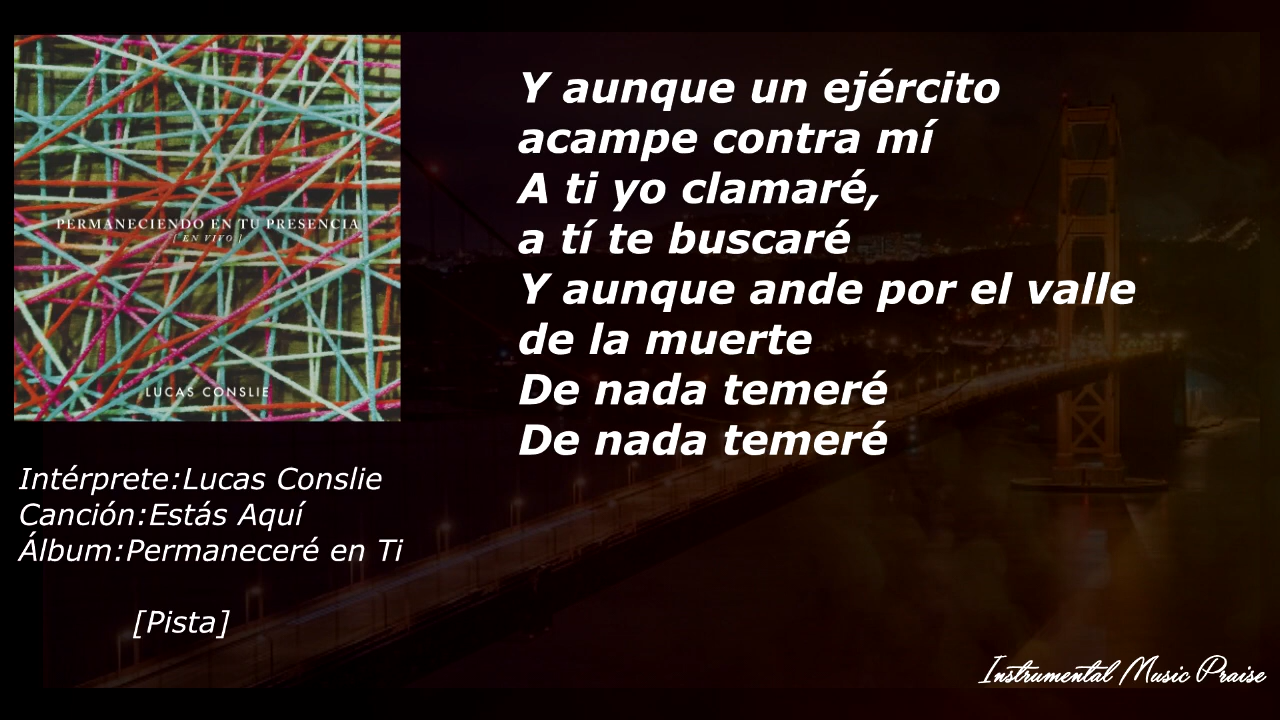 PERMANECIENDO EN TU PRESENCIA
[ EN VIVO ]
LUCAS CONSLIE
Intérprete:Lucas Conslie
Canción:Estás Aquí
Álbum:Permaneceré en Ti
[Pista]
Y aunque un ejército
acampe contra mí
A ti yo clamaré,
a tí te buscaré
Y aunque ande por el valle
de la muerte
De nada temeré
De nada temeré
Instrumental Music Praise